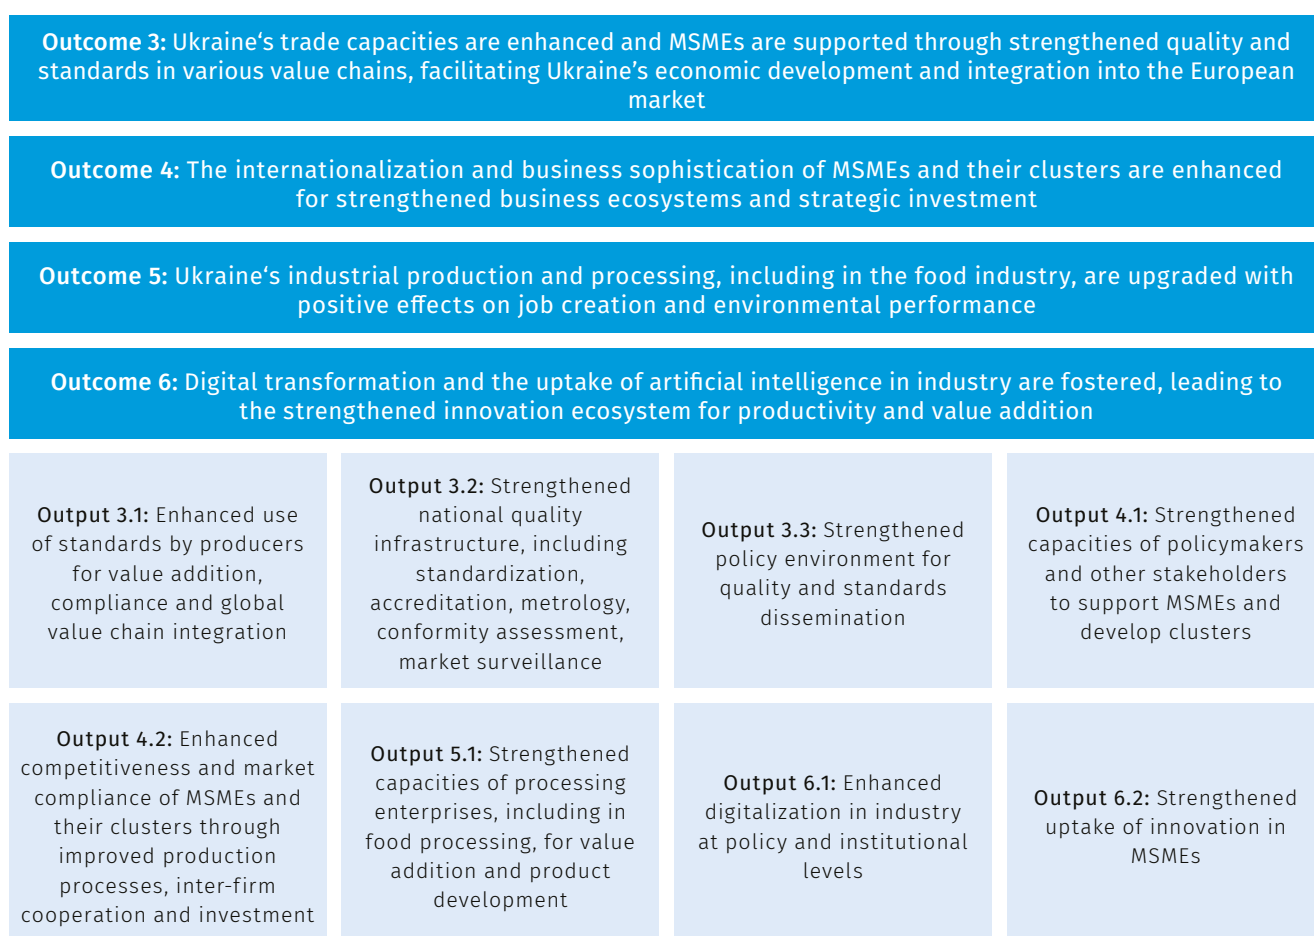 Outcome 3: Ukraine‘s trade capacities are enhanced and MSMEs are supported through strengthened quality and
standards in various value chains, facilitating Ukraine’s economic development and integration into the European
market
Outcome 4: The internationalization and business sophistication of MSMEs and their clusters are enhanced
for strengthened business ecosystems and strategic investment
Outcome 5: Ukraine‘s industrial production and processing, including in the food industry, are upgraded with
positive effects on job creation and environmental performance
Outcome 6: Digital transformation and the uptake of artificial intelligence in industry are fostered, leading to
the strengthened innovation ecosystem for productivity and value addition
Output 3.1: Enhanced use
of standards by producers
for value addition,
compliance and global
value chain integration
Output 3.2: Strengthened
national quality
infrastructure, including
standardization,
accreditation, metrology,
conformity assessment,
market surveillance
Output 3.3: Strengthened
policy environment for
quality and standards
dissemination
Output 4.1: Strengthened
capacities of policymakers
and other stakeholders
to support MSMEs and
develop clusters
Output 4.2: Enhanced
competitiveness and market
compliance of MSMEs and
their clusters through
improved production
processes, inter-firm
cooperation and investment
Output 5.1: Strengthened
capacities of processing
enterprises, including in
food processing, for value
addition and product
development
Output 6.1: Enhanced
digitalization in industry
at policy and institutional
levels
Output 6.2: Strengthened
uptake of innovation in
MSMEs